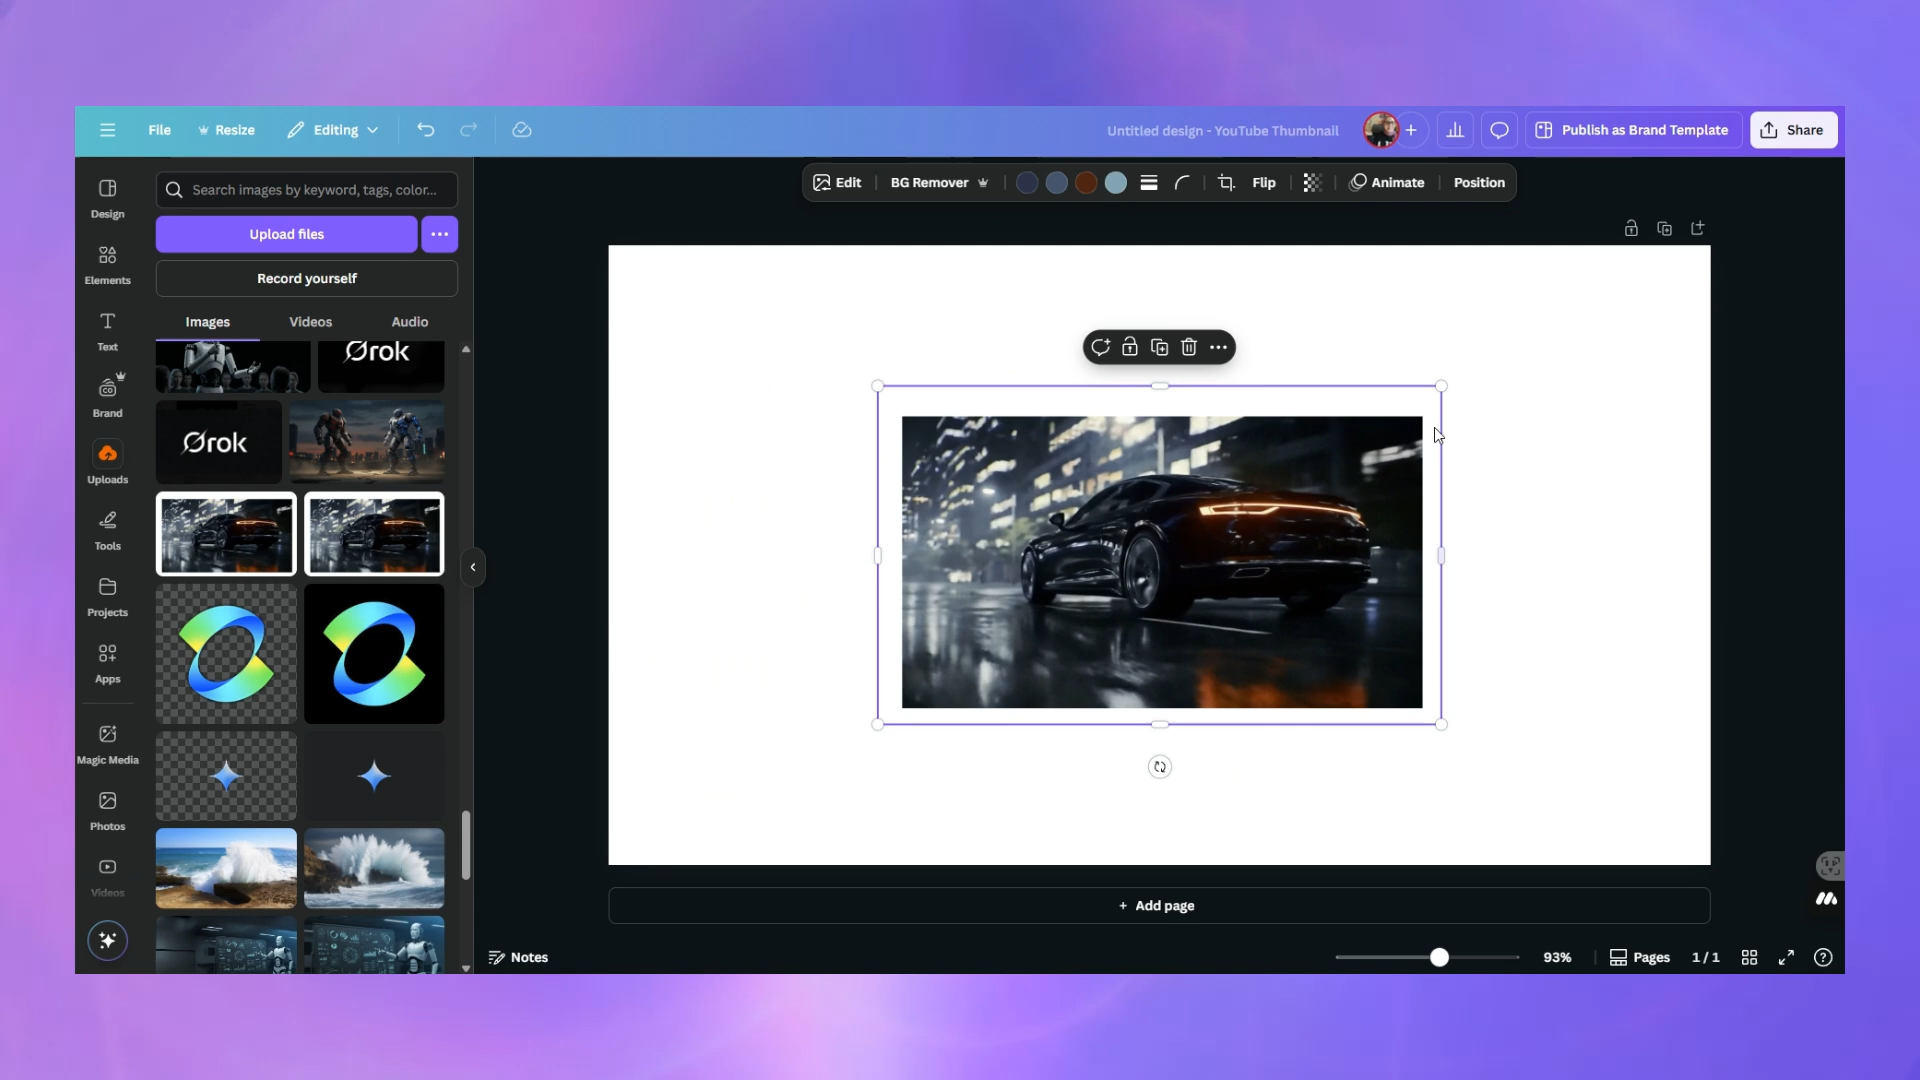 File
Resize
Editing
Untitled design - YouTube Thumbnail
+
Publish as Brand Template
Share
Design
Elements
Text
Brand
Uploads
Tools
Projects
Apps
Magic Media
Photos
Videos
Search images by keyword, tags, color...
Upload files
Record yourself
Images
Videos
Audio
Grok
Grok
Edit
BG Remover
Flip
Animate
Position
+ Add page
Notes
93%
Pages
1 / 1